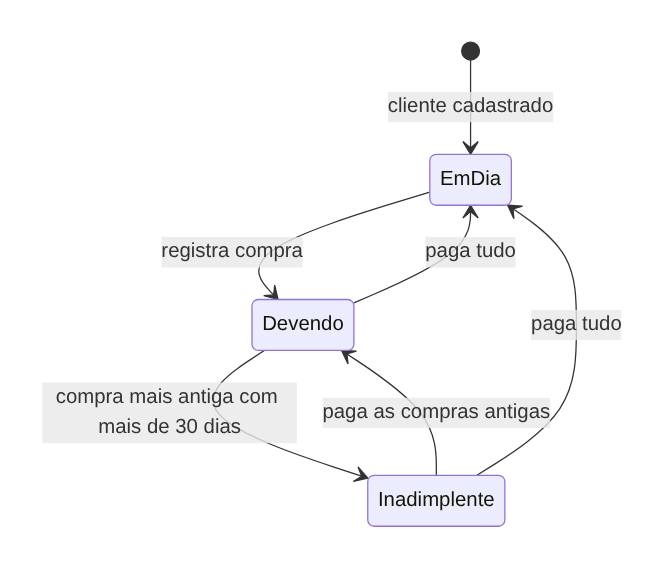 cliente cadastrado
EmDia
registra compra
paga tudo
Devendo
paga tudo
compra mais antiga com
mais de 30 dias
paga as compras antigas
Inadimplente